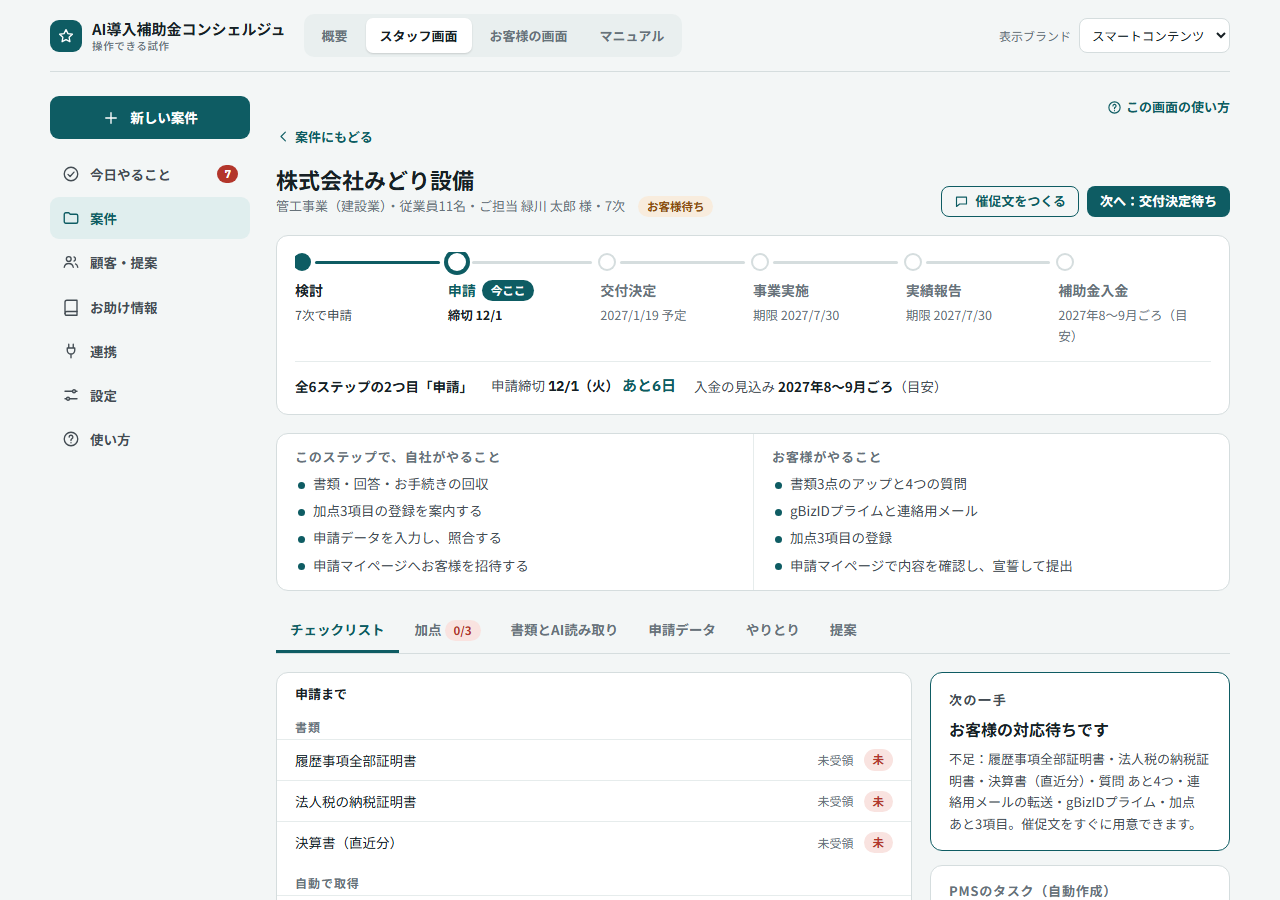 AI導入補助金コンシェルジュ
操作できる試作
概要
スタッフ画面
お客様の画面
マニュアル
表示ブランド
スマートコンテンツ
新しい案件
今日やること
7
案件
顧客・提案
お助け情報
連携
設定
使い方
この画面の使い方
案件にもどる
株式会社みどり設備
管工事業（建設業）・従業員11名・ご担当 緑川 太郎 様・7次
お客様待ち
催促文をつくる
次へ：交付決定待ち
検討
7次で申請
申請
今ここ
締切 12/1
交付決定
2027/1/19 予定
事業実施
期限 2027/7/30
実績報告
期限 2027/7/30
補助金入金
2027年8〜9月ごろ（目
安）
全6ステップの2つ目「申請」
申請締切 12/1（火） あと6日
入金の見込み 2027年8〜9月ごろ（目安）
このステップで、自社がやること
書類・回答・お手続きの回収
加点3項目の登録を案内する
申請データを入力し、照合する
申請マイページへお客様を招待する
お客様がやること
書類3点のアップと4つの質問
gBizIDプライムと連絡用メール
加点3項目の登録
申請マイページで内容を確認し、宣誓して提出
チェックリスト
加点
0/3
書類とAI読み取り
申請データ
やりとり
提案
申請まで
書類
履歴事項全部証明書
未受領
未
法人税の納税証明書
未受領
未
決算書（直近分）
未受領
未
自動で取得
次の一手
お客様の対応待ちです
不足：履歴事項全部証明書・法人税の納税証
明書・決算書（直近分）・質問 あと4つ・連
絡用メールの転送・gBizIDプライム・加点
あと3項目。催促文をすぐに用意できます。
PMSのタスク（自動作成）